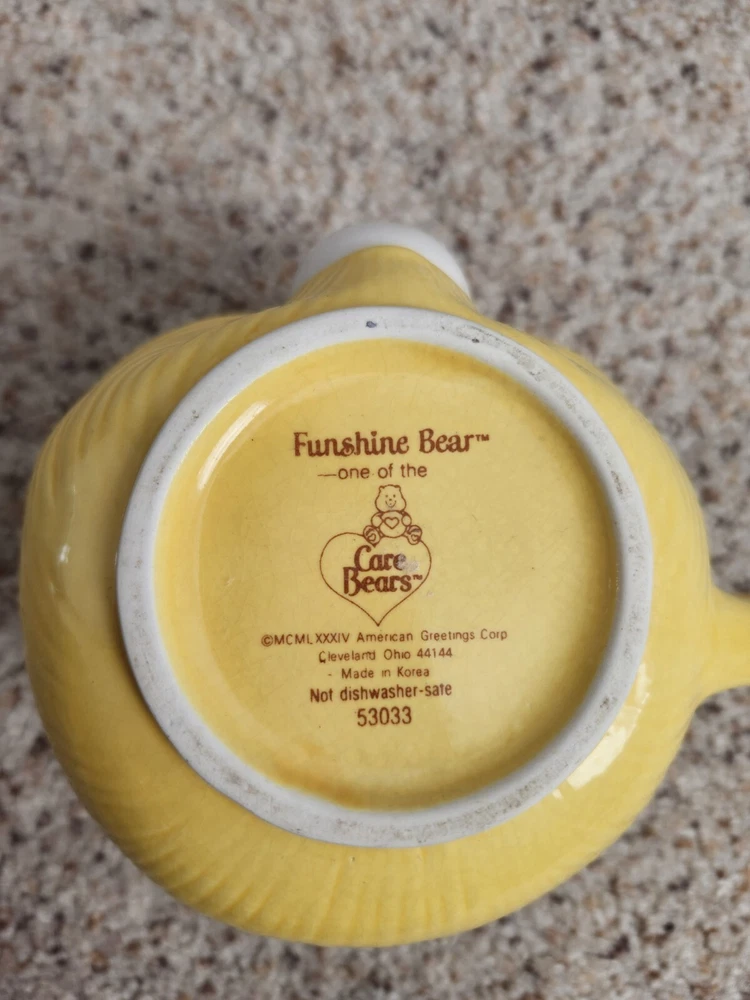 Funshine Bear™
—one of the
Care
Bears™
©MCMLXXXIV American Greetings Corp
Cleveland Ohio 44144
Made in Korea
Not dishwasher-safe
53033